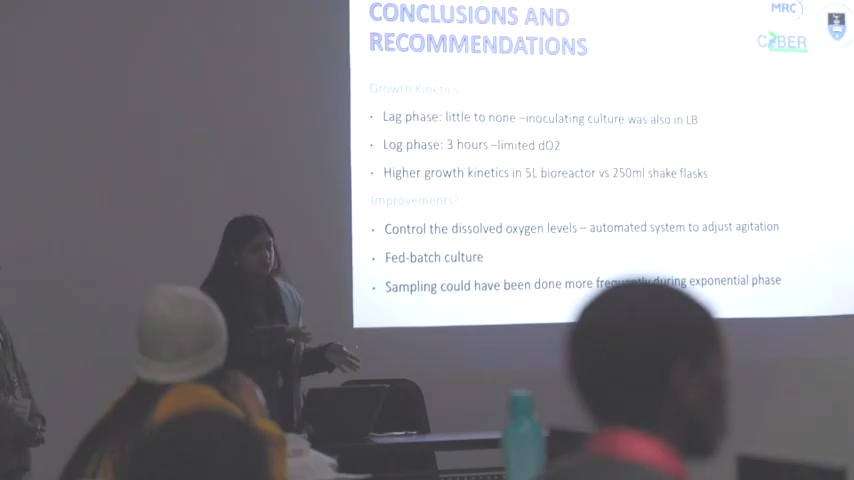 CONCLUSIONS AND
RECOMMENDATIONS
MRC
Growth Kinetics
• Lag phase: little to none –inoculating culture was also in LB
• Log phase: 3 hours –limited dO2
• Higher growth kinetics in 5L bioreactor vs 250ml shake flasks
Improvements?
• Control the dissolved oxygen levels – automated system to adjust agitation
• Fed-batch culture
• Sampling could have been done more frequently during exponential phase